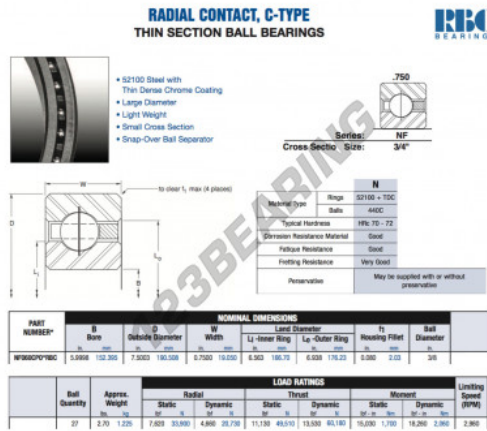 RADIAL CONTACT, C-TYPE
THIN SECTION BALL BEARINGS
RBC
BEARING
• 52100 Steel with
Thin Dense Chrome Coating
• Large Diameter
• Light Weight
• Small Cross Section
• Snap-Over Ball Separator
.750
Series: NF
Cross Sectio Size: 3/4"
123BEARING
W
to clear f1 max (4 places)
D
L1
B
N
Material Type Rings 52100 + TDC
Balls 440C
Typical Hardness HRc 70 - 72
Corrosion Resistance Material Good
Fatique Resistance Good
Fretting Resistance Very Good
Perservative May be supplied with or without
preservative
NOMINAL DIMENSIONS
PART NUMBER* B Bore D Outside Diameter W Width Land Diameter L1 -Inner Ring Lo -Outer Ring f1 Housing Fillet Ball Diameter
in. mm in. mm in. mm in. mm in. mm in. mm in.
NF060CP0*RBC 5.9998 152.395 7.5003 190.508 0.7500 19.050 6.563 166.70 6.938 176.23 0.080 2.03 3/8
LOAD RATINGS
Ball Quantity Approx. Weight Radial Thrust Moment Limiting Speed (RPM)
Static Dynamic Static Dynamic Static Dynamic
lbs. kg lbf N lbf N lbf N lbf N lbf - in Nm lbf - in Nm
27 2.70 1.225 7,620 33,900 4,660 20,730 11,130 49,510 13,530 60,180 15,030 1,700 18,260 2,060 2,860